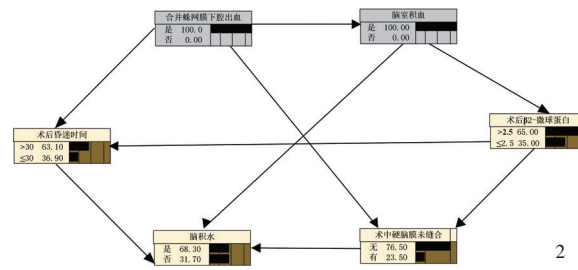 合并蛛网膜下腔出血
是 100.0
否 0.00
脑室积血
是 100.00
否 0.00
术后昏迷时间
>30 63.10
≤30 36.90
术后β2-微球蛋白
>2.5 65.00
≤2.5 35.00
脑积水
是 68.30
否 31.70
术中硬脑膜未缝合
无 76.50
有 23.50
2